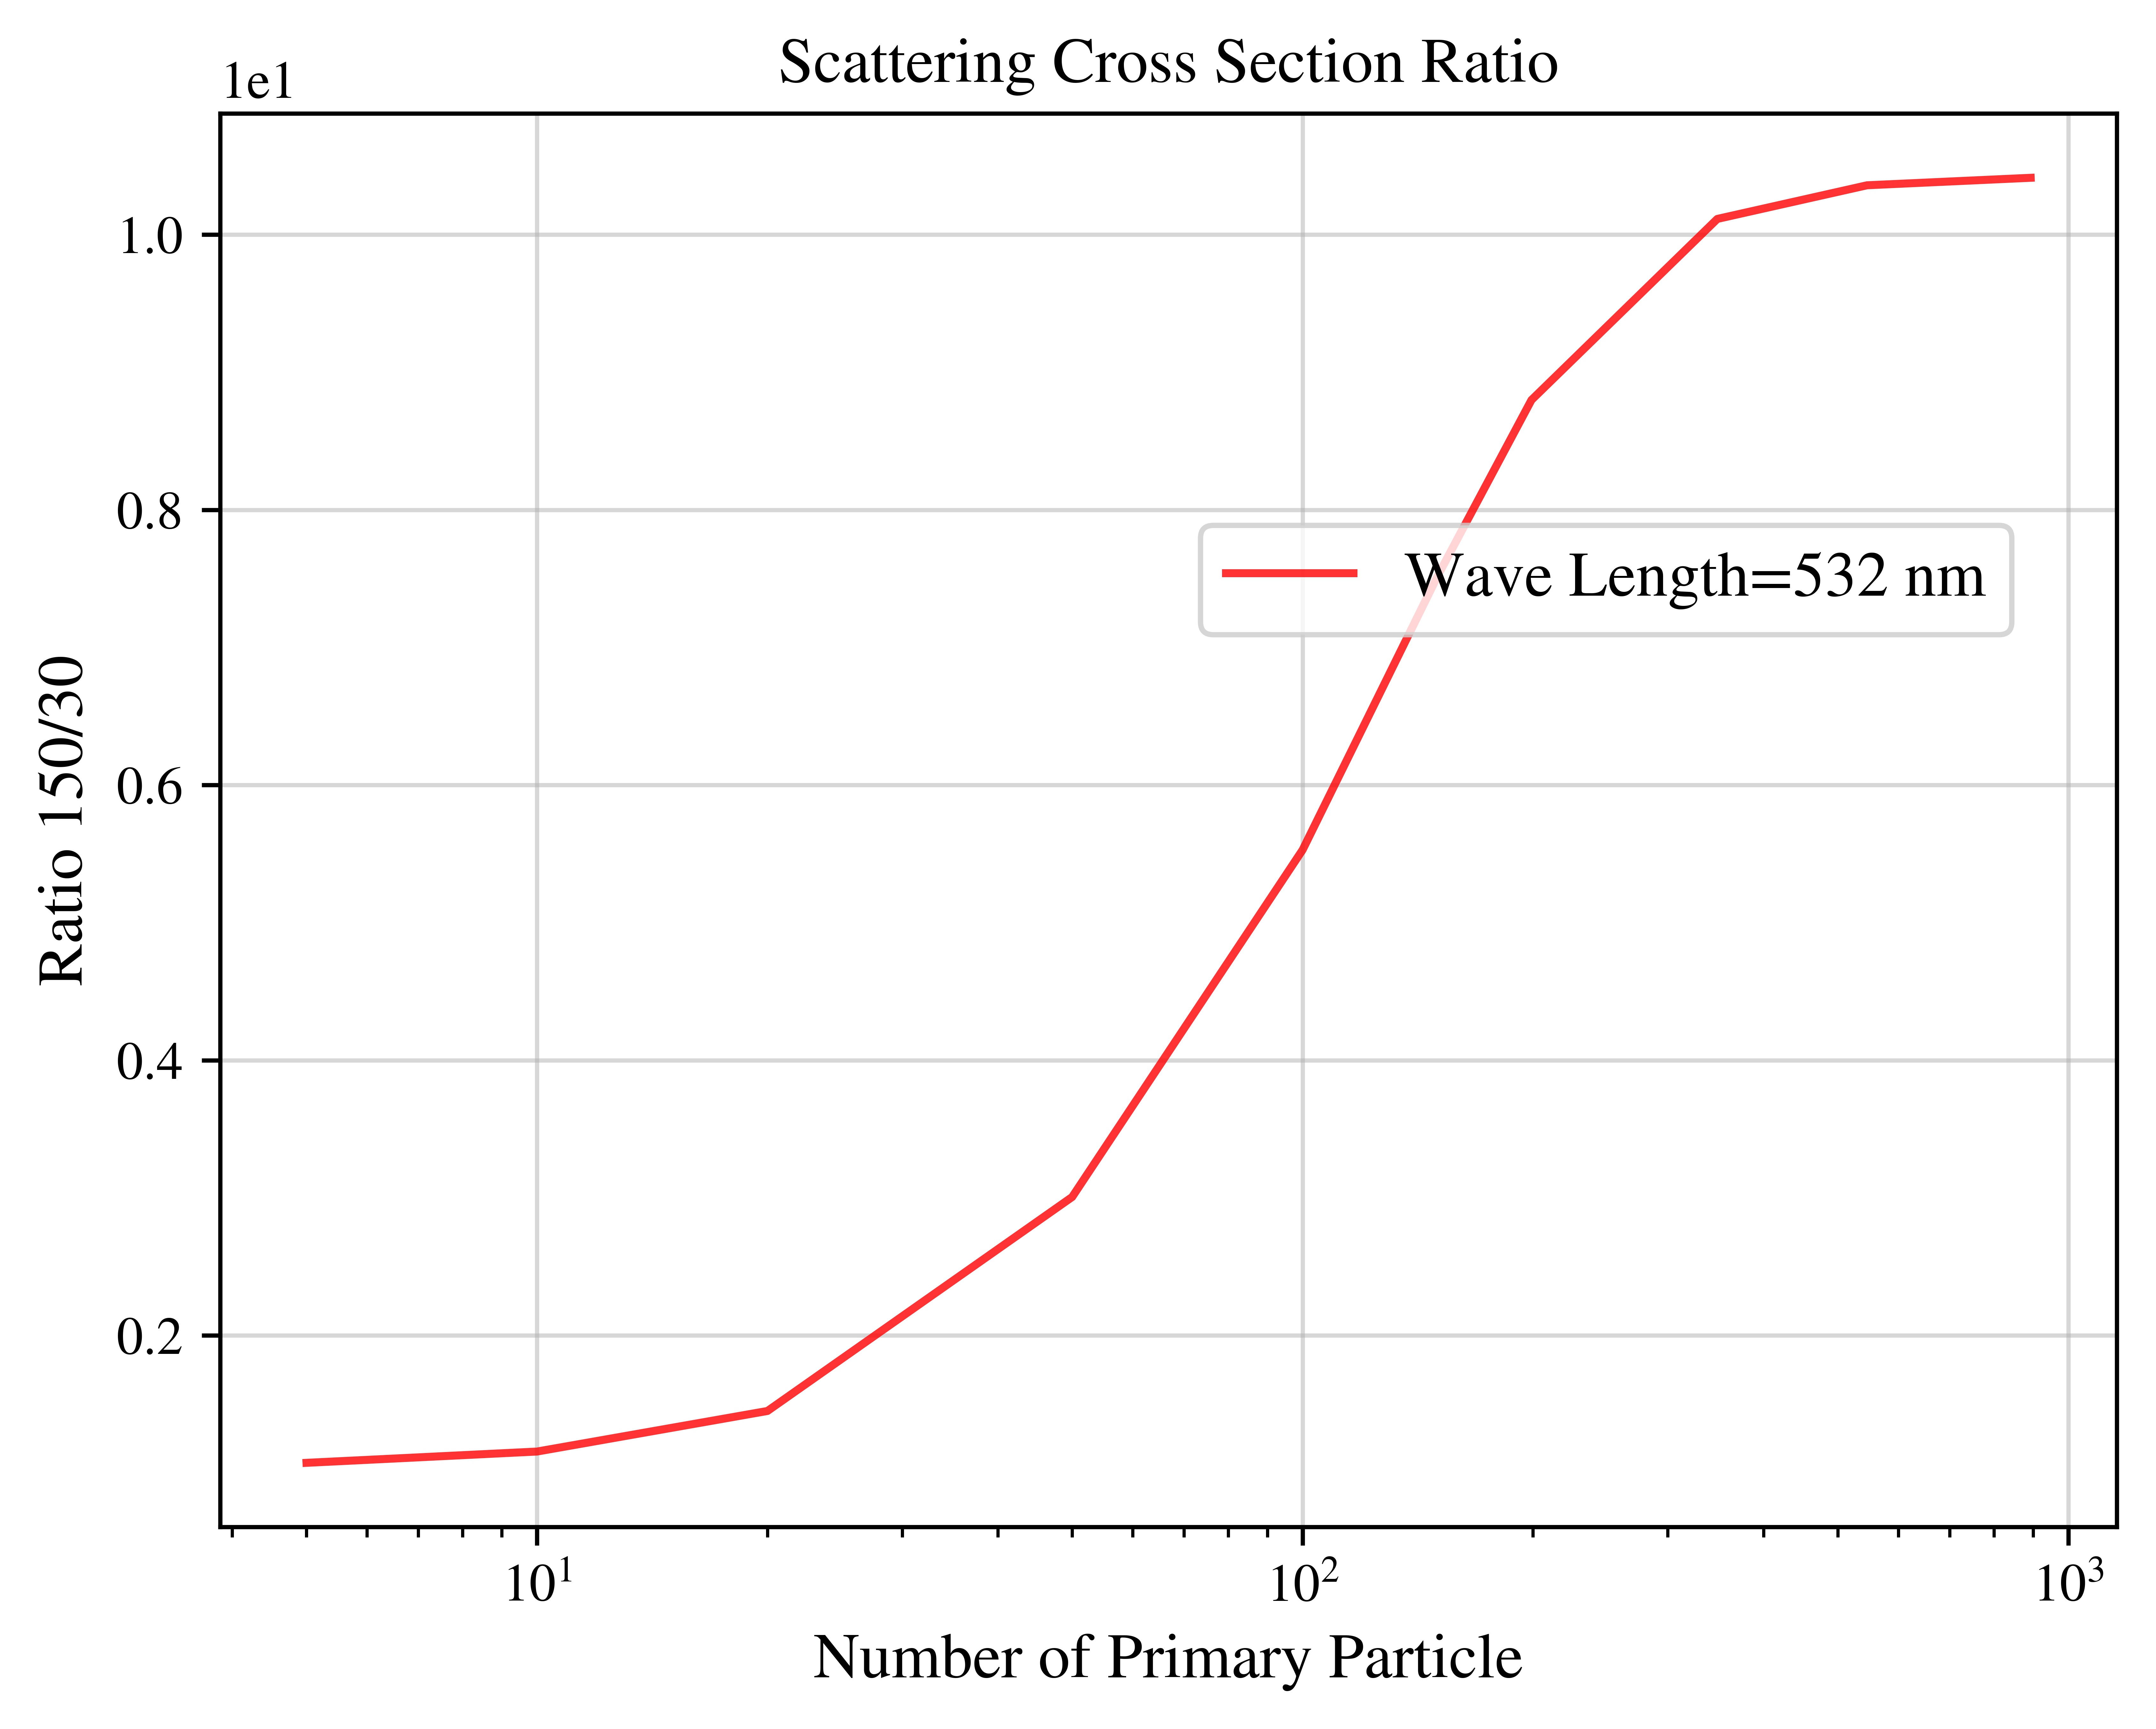 Scattering Cross Section Ratio
1e1
1.0
0.8
0.6
0.4
0.2
Ratio 150/30
Wave Length=532 nm
10¹ 10² 10³
Number of Primary Particle